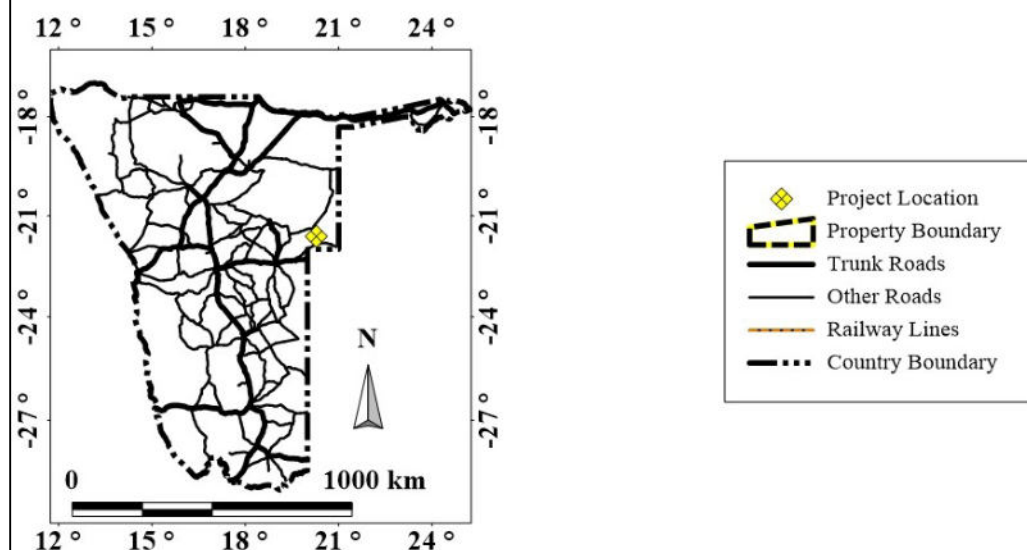 12 ° 15 ° 18 ° 21 ° 24 °
-18 °
-21 °
-24 °
-27 °
-18 °
-21 °
-24 °
-27 °
N
0 1000 km
12 ° 15 ° 18 ° 21 ° 24 °
Project Location
Property Boundary
Trunk Roads
Other Roads
Railway Lines
Country Boundary